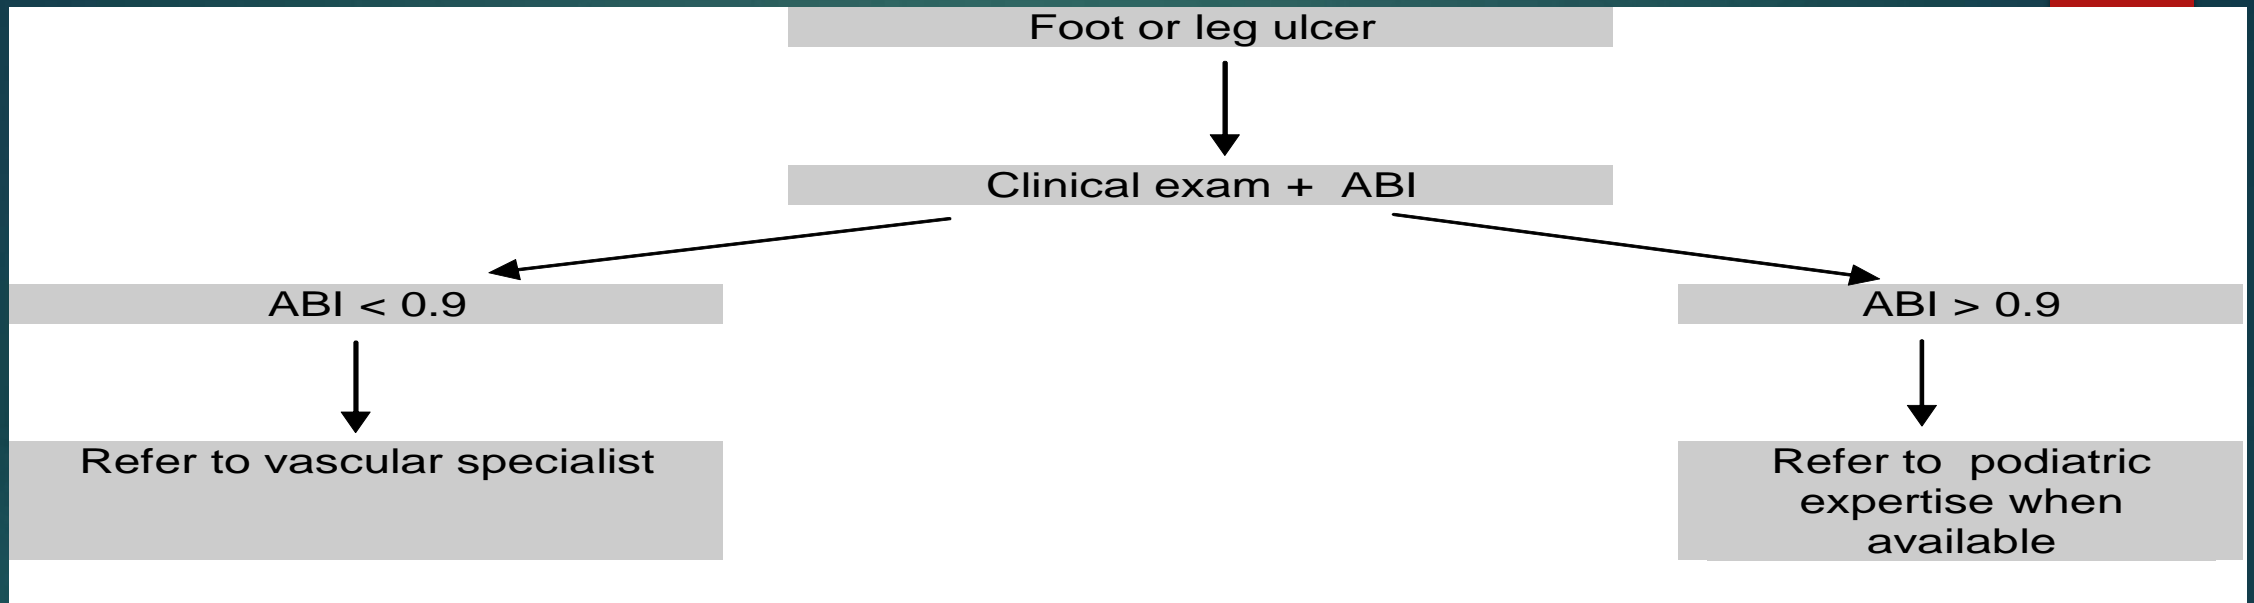 Foot or leg ulcer
Clinical exam + ABI
ABI < 0.9
ABI > 0.9
Refer to vascular specialist
Refer to podiatric
expertise when
available